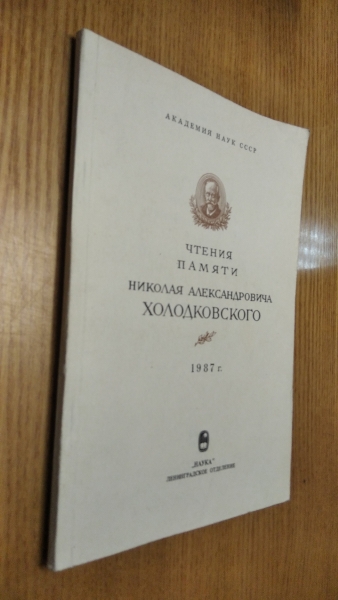 АКАДЕМИЯ НАУК СССР
ЧТЕНИЯ
ПАМЯТИ
НИКОЛАЯ АЛЕКСАНДРОВИЧА
ХОЛОДКОВСКОГО
1987 г.
„НАУКА"
ЛЕНИНГРАДСКОЕ ОТДЕЛЕНИЕ